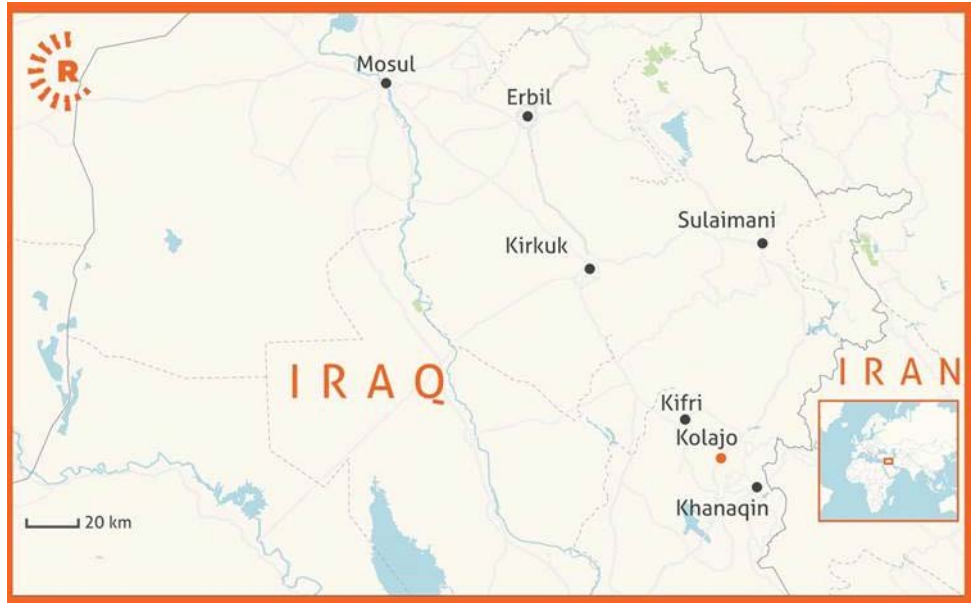 R
Mosul
Erbil
Sulaimani
Kirkuk
IRAQ
IRAN
Kifri
Kolajo
Khanaqin
20 km